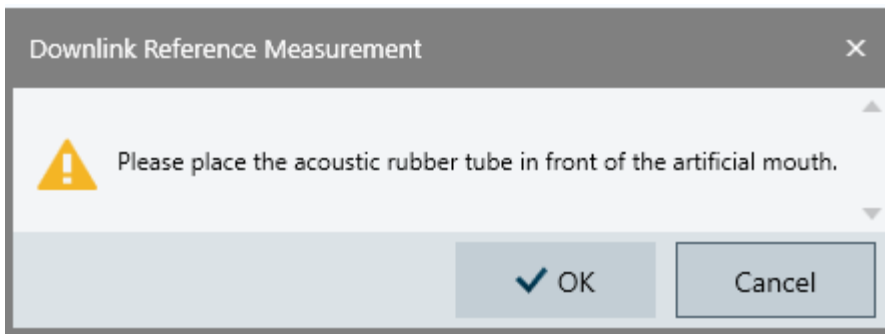 Downlink Reference Measurement
Please place the acoustic rubber tube in front of the artificial mouth.
OK
Cancel